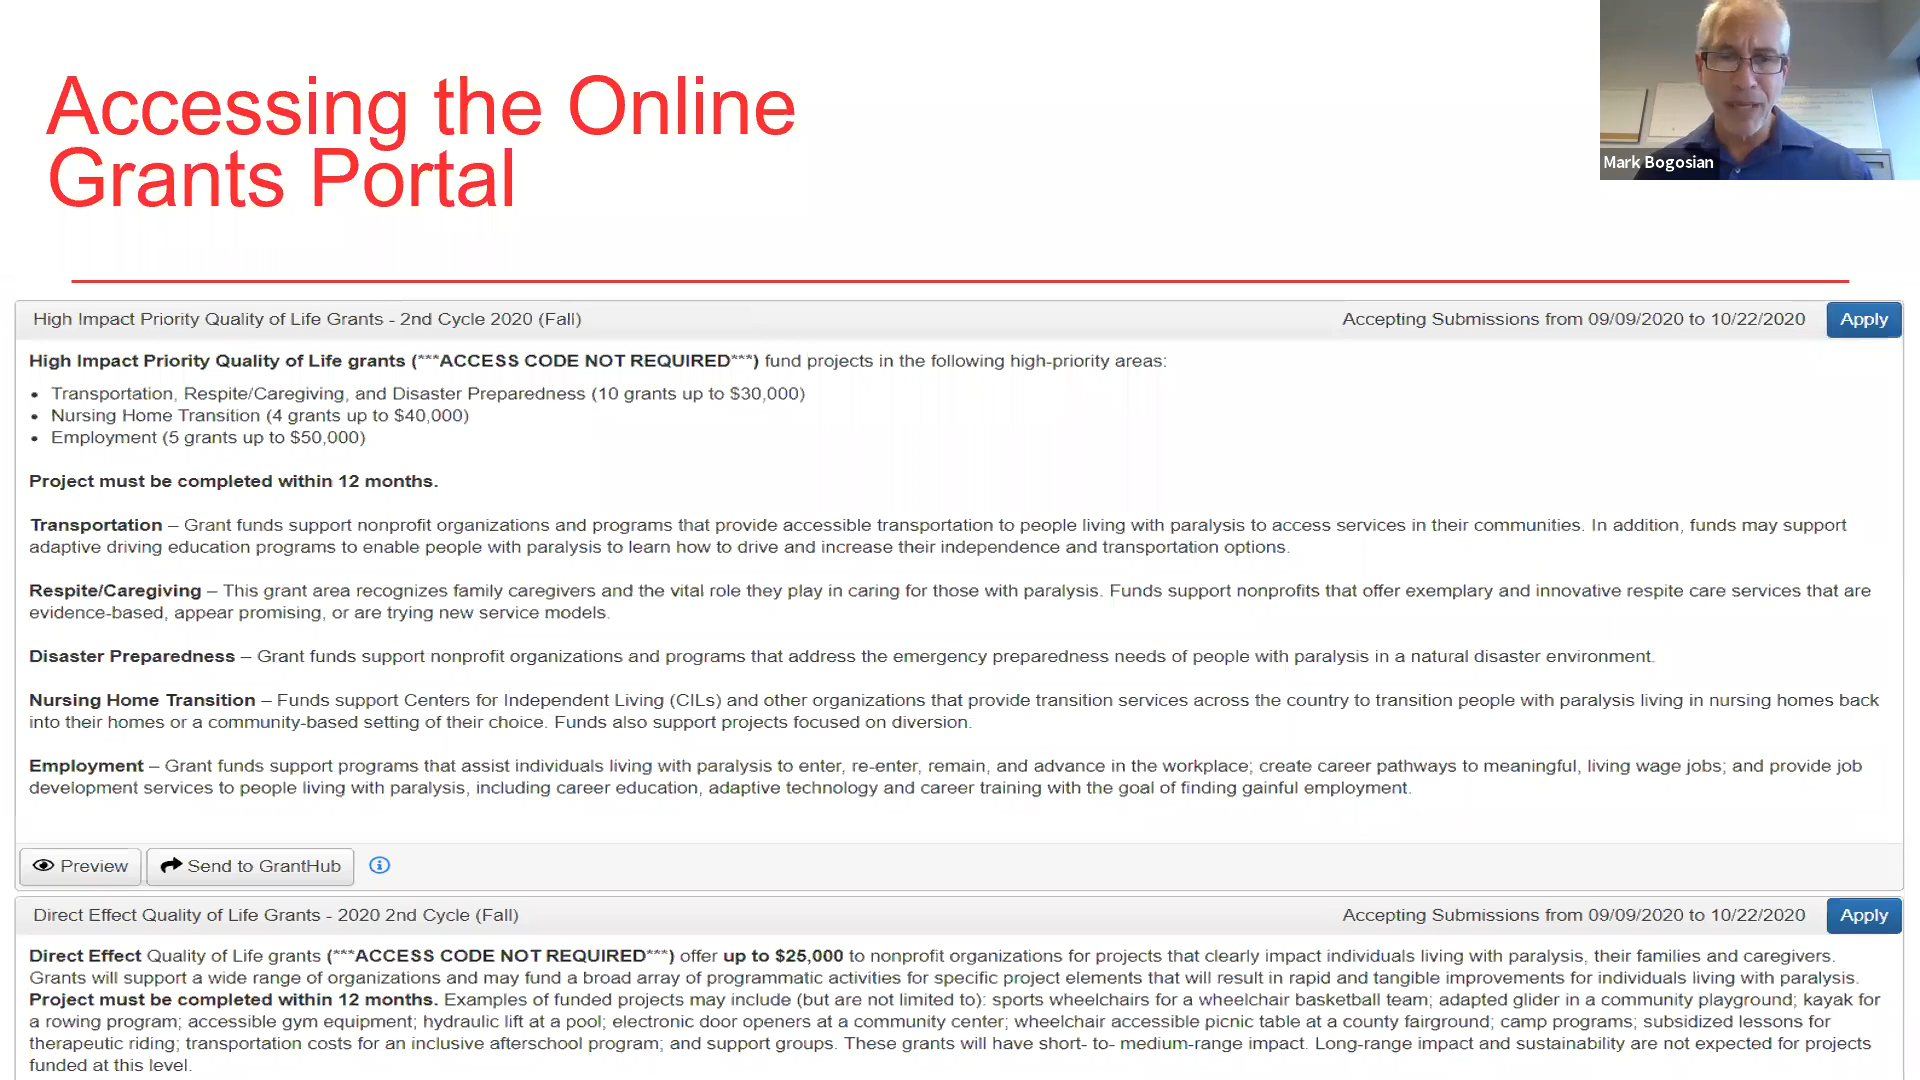 Accessing the Online
Grants Portal
Mark Bogosian
High Impact Priority Quality of Life Grants - 2nd Cycle 2020 (Fall)
Accepting Submissions from 09/09/2020 to 10/22/2020
Apply
High Impact Priority Quality of Life grants (***ACCESS CODE NOT REQUIRED***) fund projects in the following high-priority areas:
• Transportation, Respite/Caregiving, and Disaster Preparedness (10 grants up to $30,000)
• Nursing Home Transition (4 grants up to $40,000)
• Employment (5 grants up to $50,000)
Project must be completed within 12 months.
Transportation – Grant funds support nonprofit organizations and programs that provide accessible transportation to people living with paralysis to access services in their communities. In addition, funds may support
adaptive driving education programs to enable people with paralysis to learn how to drive and increase their independence and transportation options.
Respite/Caregiving – This grant area recognizes family caregivers and the vital role they play in caring for those with paralysis. Funds support nonprofits that offer exemplary and innovative respite care services that are
evidence-based, appear promising, or are trying new service models.
Disaster Preparedness – Grant funds support nonprofit organizations and programs that address the emergency preparedness needs of people with paralysis in a natural disaster environment.
Nursing Home Transition – Funds support Centers for Independent Living (CILs) and other organizations that provide transition services across the country to transition people with paralysis living in nursing homes back
into their homes or a community-based setting of their choice. Funds also support projects focused on diversion.
Employment – Grant funds support programs that assist individuals living with paralysis to enter, re-enter, remain, and advance in the workplace; create career pathways to meaningful, living wage jobs; and provide job
development services to people living with paralysis, including career education, adaptive technology and career training with the goal of finding gainful employment.
Preview
Send to GrantHub
Direct Effect Quality of Life Grants - 2020 2nd Cycle (Fall)
Accepting Submissions from 09/09/2020 to 10/22/2020
Apply
Direct Effect Quality of Life grants (***ACCESS CODE NOT REQUIRED***) offer up to $25,000 to nonprofit organizations for projects that clearly impact individuals living with paralysis, their families and caregivers.
Grants will support a wide range of organizations and may fund a broad array of programmatic activities for specific project elements that will result in rapid and tangible improvements for individuals living with paralysis.
Project must be completed within 12 months. Examples of funded projects may include (but are not limited to): sports wheelchairs for a wheelchair basketball team; adapted glider in a community playground; kayak for
a rowing program; accessible gym equipment; hydraulic lift at a pool; electronic door openers at a community center; wheelchair accessible picnic table at a county fairground; camp programs; subsidized lessons for
therapeutic riding; transportation costs for an inclusive afterschool program; and support groups. These grants will have short- to- medium-range impact. Long-range impact and sustainability are not expected for projects
funded at this level.